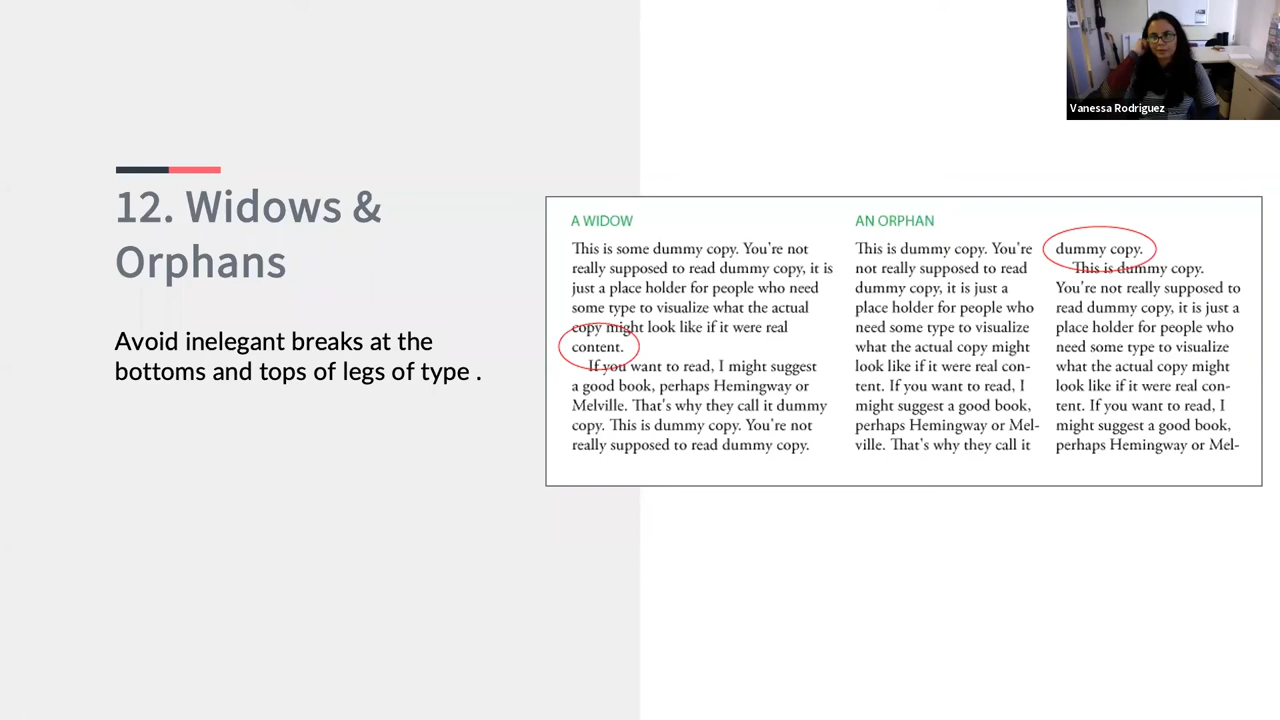 Vanessa Rodriguez
12. Widows &
Orphans
Avoid inelegant breaks at the
bottoms and tops of legs of type .
A WIDOW
This is some dummy copy. You're not
really supposed to read dummy copy, it is
just a place holder for people who need
some type to visualize what the actual
copy might look like if it were real
content.
If you want to read, I might suggest
a good book, perhaps Hemingway or
Melville. That's why they call it dummy
copy. This is dummy copy. You're not
really supposed to read dummy copy.
AN ORPHAN
This is dummy copy. You're
not really supposed to read
dummy copy, it is just a
place holder for people who
need some type to visualize
what the actual copy might
look like if it were real con-
tent. If you want to read, I
might suggest a good book,
perhaps Hemingway or Mel-
ville. That's why they call it
dummy copy.
This is dummy copy.
You're not really supposed to
read dummy copy, it is just a
place holder for people who
need some type to visualize
what the actual copy might
look like if it were real con-
tent. If you want to read, I
might suggest a good book,
perhaps Hemingway or Mel-